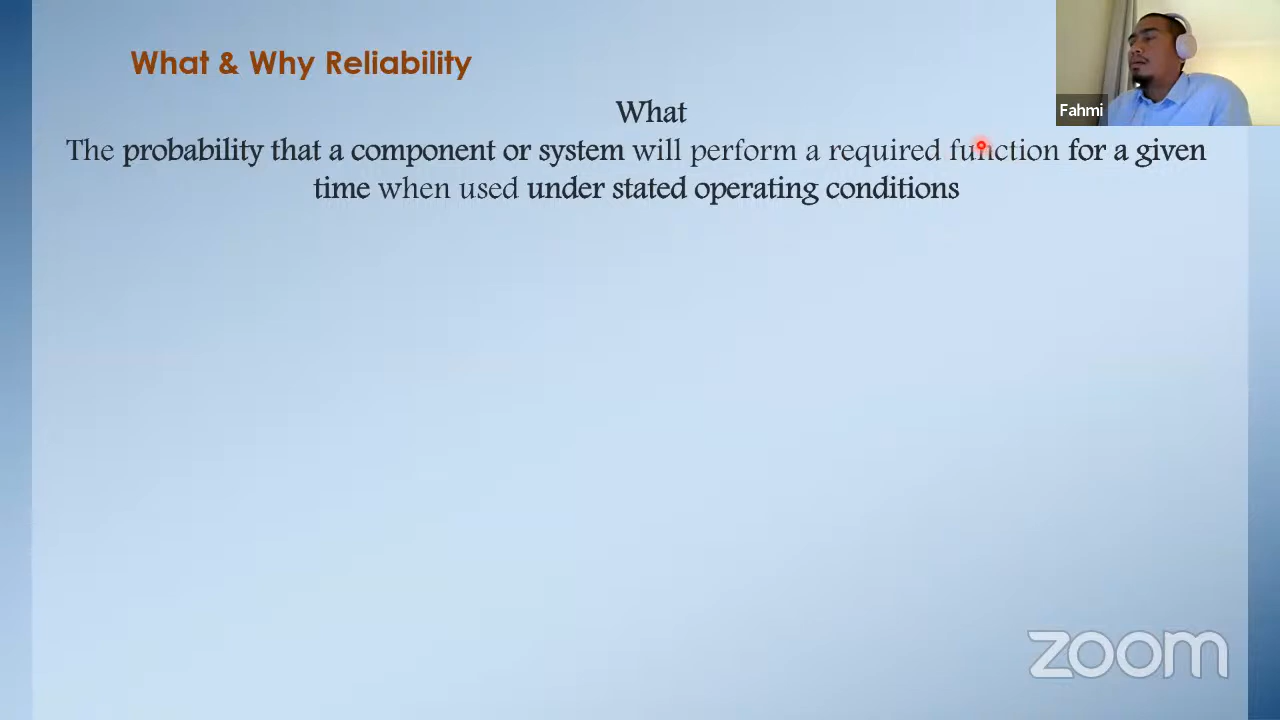 What & Why Reliability
Fahmi
What
The probability that a component or system will perform a required function for a given
time when used under stated operating conditions
zoom